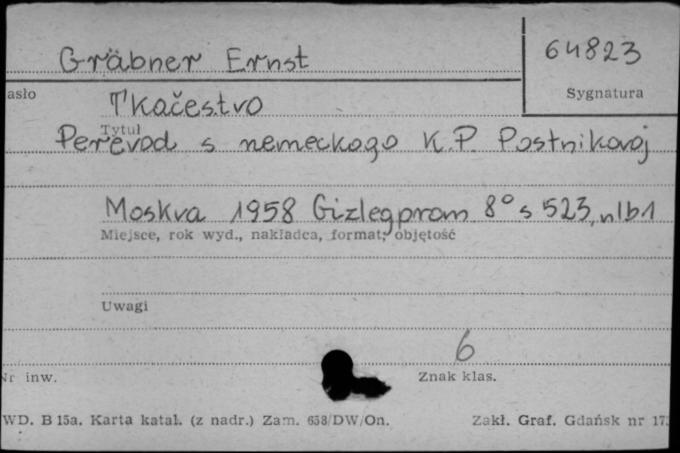 Gräbner Ernst
64823
asło
Sygnatura
Tkačestvo
Tytuł
Perevod s nemeckogo K.P. Postnikovoj
Moskva 1958 Gizlegprom 8° s 523, nlb1
Miejsce, rok wyd., nakładca, format, objętość
Uwagi
6
Nr inw.
Znak klas.
WD. B 15a. Karta katal. (z nadr.) Zam. 658/DW/On.
Zakł. Graf. Gdańsk nr 173